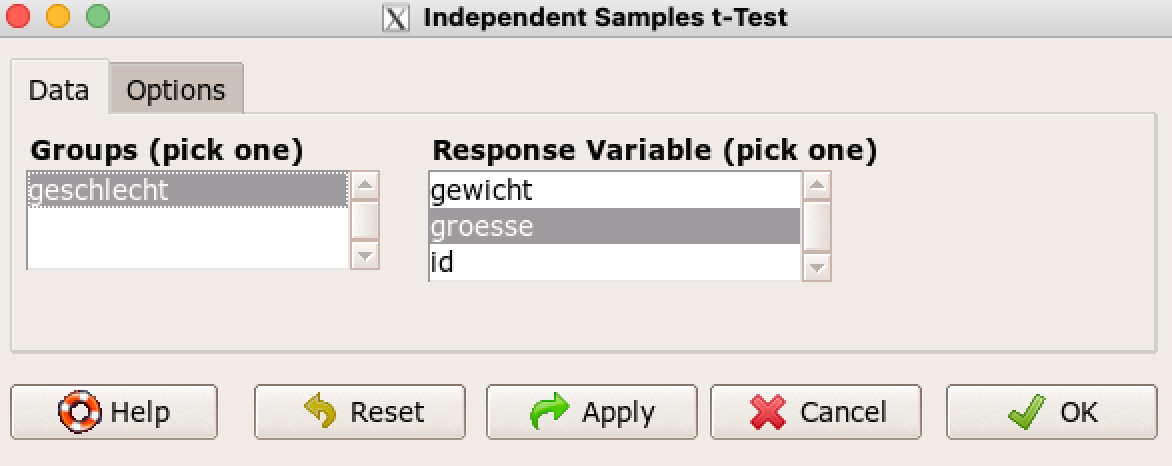 Independent Samples t-Test
Data Options
Groups (pick one) Response Variable (pick one)
geschlecht gewicht
groesse
id
Help Reset Apply Cancel OK